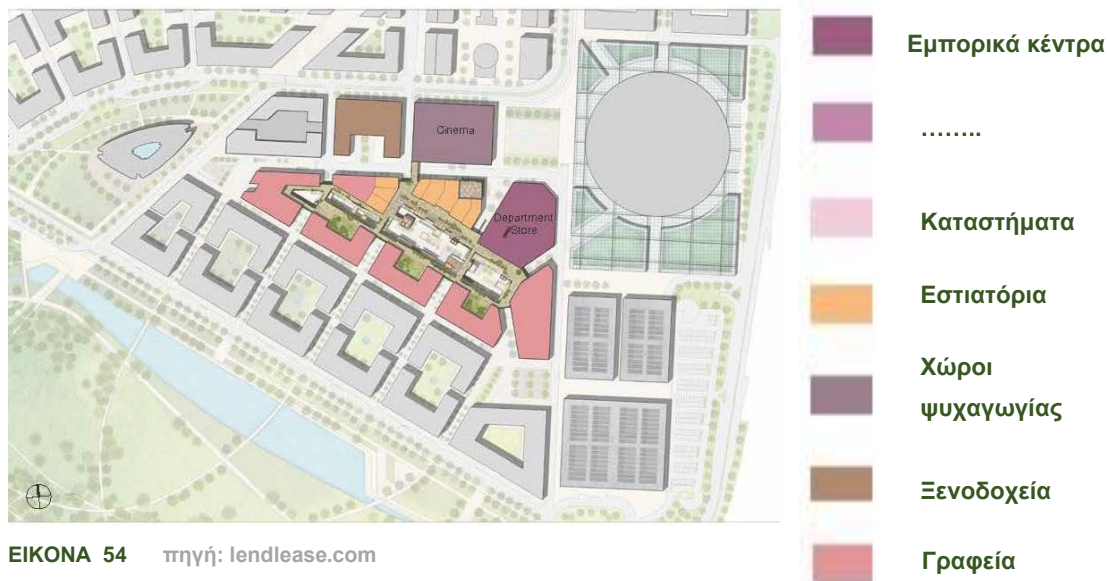 Cinema
Department
Store
Εμπορικά κέντρα
……..
Καταστήματα
Εστιατόρια
Χώροι
ψυχαγωγίας
Ξενοδοχεία
Γραφεία
ΕΙΚΟΝΑ 54 πηγή: lendlease.com